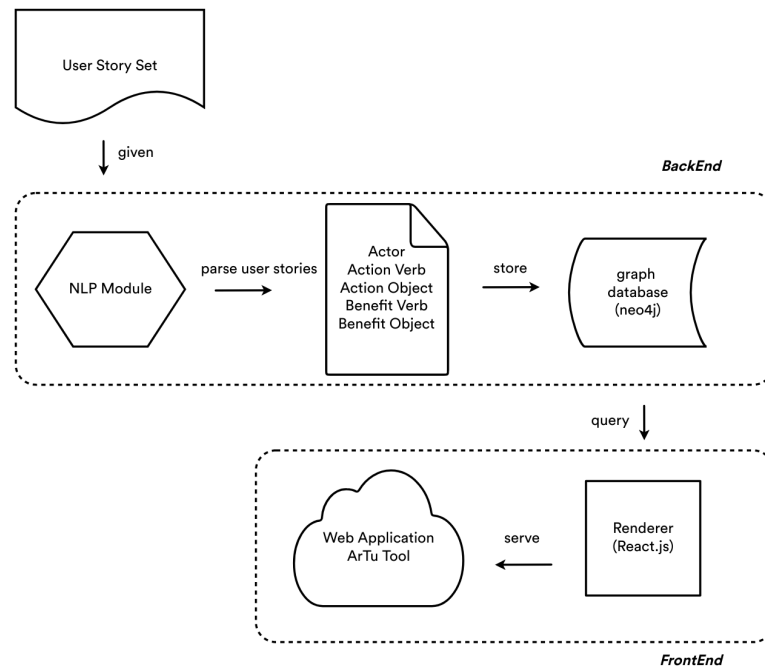 User Story Set
given
BackEnd
NLP Module
parse user stories
Actor
Action Verb
Action Object
Benefit Verb
Benefit Object
store
graph
database
(neo4j)
query
Web Application
ArTu Tool
serve
Renderer
(React.js)
FrontEnd